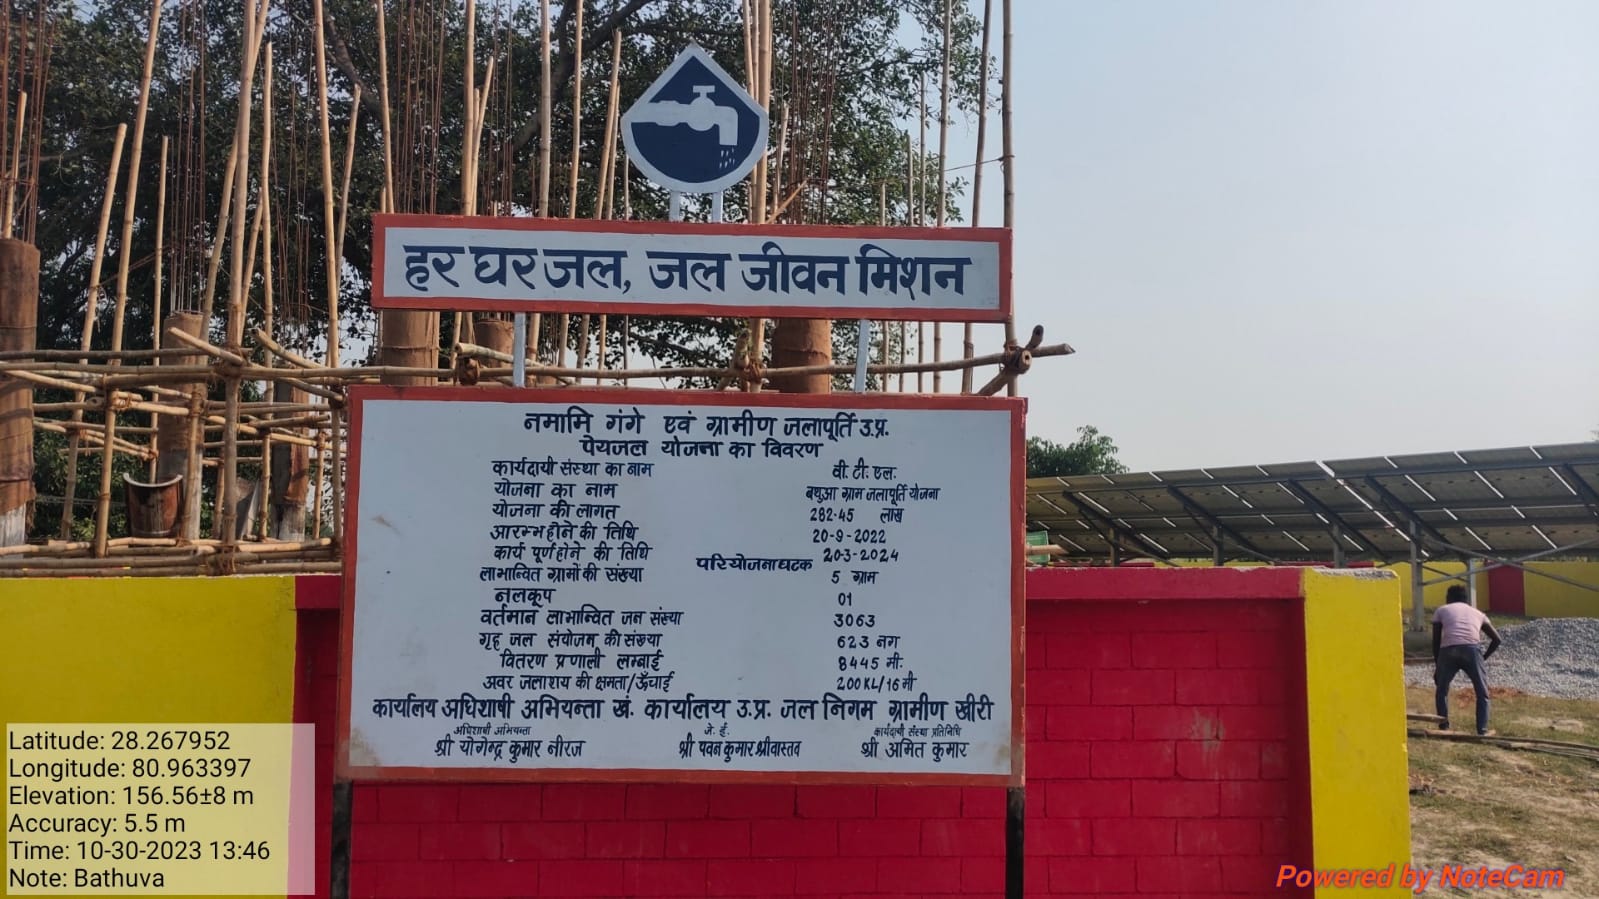 हर घर जल, जल जीवन मिशन
नमामि गंगे एवं ग्रामीण जलापूर्ति उ.प्र.
पेयजल योजना का विवरण
कार्यदायी संस्था का नाम वी. टी. एल.
योजना का नाम बथुआ ग्राम जलापूर्ति योजना
योजना की लागत 282.45 लाख
आरम्भ होने की तिथि 20-9-2022
कार्य पूर्ण होने की तिथि 20-3-2024
परियोजना घटक
लाभान्वित ग्रामों की संख्या 5 ग्राम
नलकूप 01
वर्तमान लाभान्वित जन संख्या 3063
गृह जल संयोजन की संख्या 623 नग
वितरण प्रणाली लम्बाई 8445 मी.
अवर जलाशय की क्षमता/ऊँचाई 200KL/16 मी
कार्यालय अधिशाषी अभियन्ता खं. कार्यालय उ.प्र. जल निगम ग्रामीण खीरी
अधिशाषी अभियन्ता जे. ई. कार्यदायी संस्था प्रतिनिधि
श्री योगेन्द्र कुमार नीरज श्री पवन कुमार श्रीवास्तव श्री अमित कुमार
Latitude: 28.267952
Longitude: 80.963397
Elevation: 156.56±8 m
Accuracy: 5.5 m
Time: 10-30-2023 13:46
Note: Bathuva
Powered by NoteCam